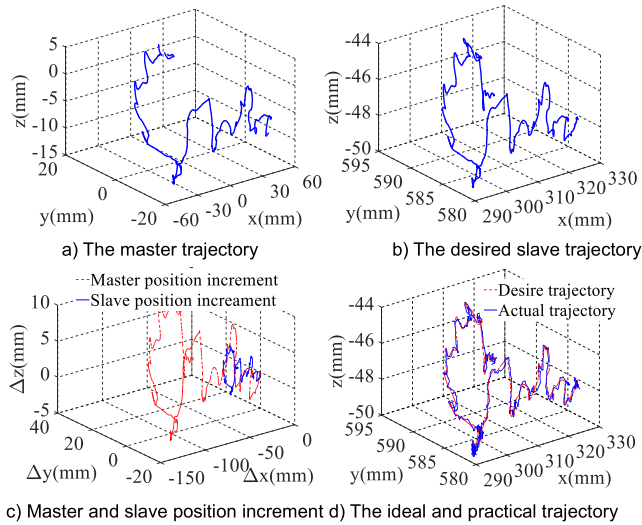 5
0
-5
-10
-15
20
0
-20
-60
-30
0
30
60
z(mm)
y(mm)
x(mm)
a) The master trajectory
-44
-46
-48
-50
595
590
585
580
290
300
310
320
330
z(mm)
y(mm)
x(mm)
b) The desired slave trajectory
Master position increment
Slave position increament
10
5
0
-5
40
20
0
-20
-150
-100
-50
0
Δz(mm)
Δy(mm)
Δx(mm)
c) Master and slave position increment
Desire trajectory
Actual trajectory
-44
-46
-48
-50
595
590
585
580
290
300
310
320
330
z(mm)
y(mm)
x(mm)
d) The ideal and practical trajectory